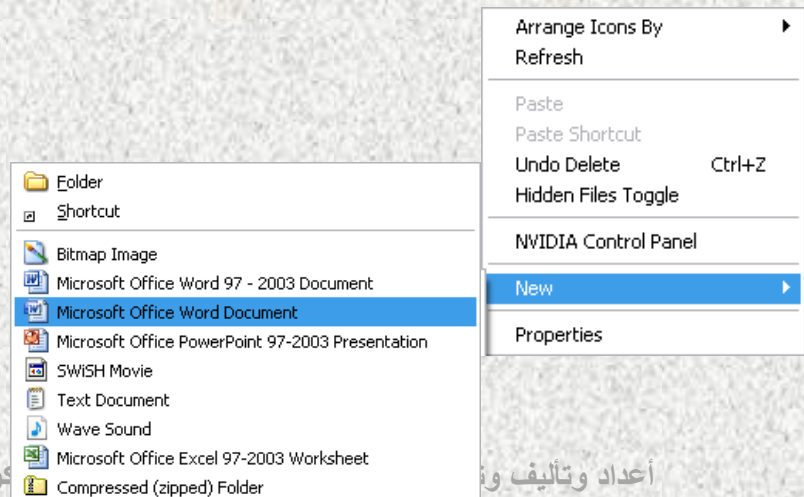 Arrange Icons By
Refresh
Paste
Paste Shortcut
Undo Delete Ctrl+Z
Hidden Files Toggle
NVIDIA Control Panel
New
Properties
Folder
Shortcut
Bitmap Image
Microsoft Office Word 97 - 2003 Document
Microsoft Office Word Document
Microsoft Office PowerPoint 97-2003 Presentation
SWiSH Movie
Text Document
Wave Sound
Microsoft Office Excel 97-2003 Worksheet
Compressed (zipped) Folder
أعداد وتأليف